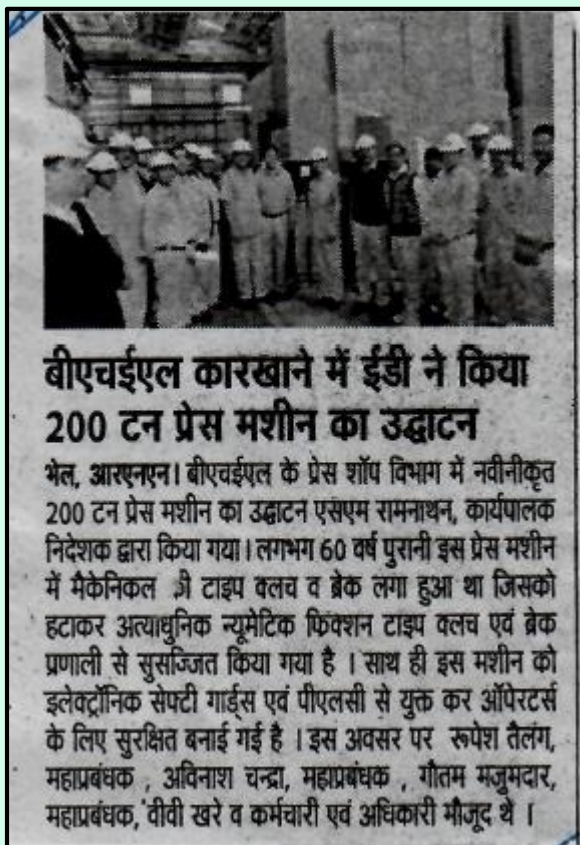 बीएचईएल कारखाने में ईडी ने किया
200 टन प्रेस मशीन का उद्घाटन
भेल, आरएनएन। बीएचईएल के प्रेस शॉप विभाग में नवीनीकृत
200 टन प्रेस मशीन का उद्घाटन एसएम रामनाथन, कार्यपालक
निदेशक द्वारा किया गया। लगभग 60 वर्ष पुरानी इस प्रेस मशीन
में मैकेनिकल टाइप क्लच व ब्रेक लगा हुआ था जिसको
हटाकर अत्याधुनिक न्यूमेटिक फिक्शन टाइप क्लच एवं ब्रेक
प्रणाली से सुसज्जित किया गया है । साथ ही इस मशीन को
इलेक्ट्रॉनिक सेफ्टी गार्ड्स एवं पीएलसी से युक्त कर ऑपरेटर्स
के लिए सुरक्षित बनाई गई है । इस अवसर पर रूपेश तैलंग,
महाप्रबंधक , अविनाश चन्द्रा, महाप्रबंधक , गौतम मजुमदार,
महाप्रबंधक, वीवी खरे व कर्मचारी एवं अधिकारी मौजूद थे ।